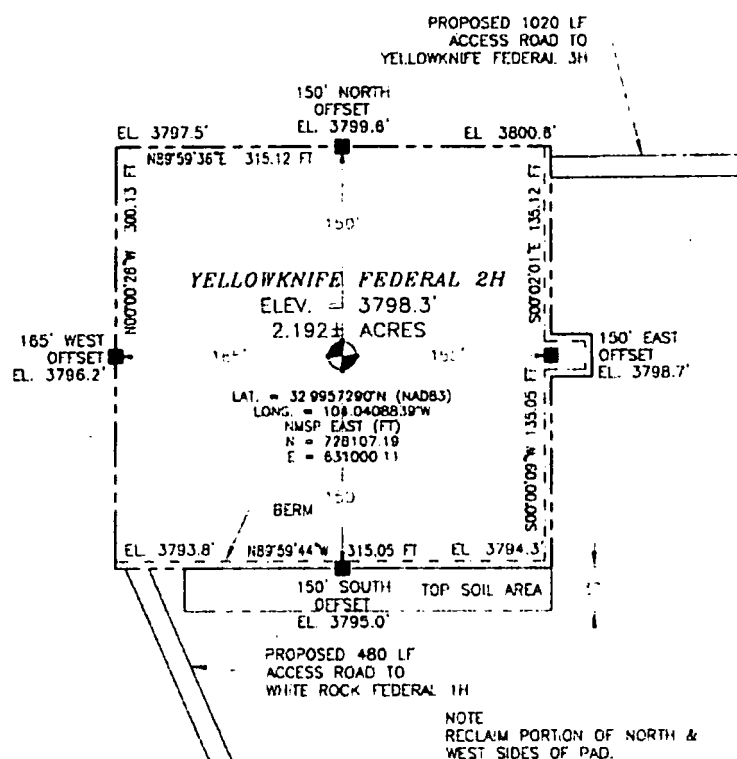 PROPOSED 1020 LF
ACCESS ROAD TO
YELLOWKNIFE FEDERAL 3H
150' NORTH
OFFSET
EL. 3799.6'
EL. 3797.5'
EL 3800.8'
N89°59'36"E 315.12 FT
N00°00'28"W 300.13 FT
S00°02'01"E 135.12 FT
150'
YELLOWKNIFE FEDERAL 2H
ELEV. = 3798.3'
2.192± ACRES
165' WEST
OFFSET
EL. 3796.2'
165'
150'
150' EAST
OFFSET
EL. 3798.7'
LAT. = 32.9957290°N (NAD83)
LONG. = 104.0408839°W
NMSP EAST (FT)
N = 728107.19
E = 631000.11
S00°00'09"W 135.05 FT
150
BERM
EL. 3793.8'
N89°59'44"W 315.05 FT
EL 3794.3'
150' SOUTH
OFFSET
EL. 3795.0'
TOP SOIL AREA
PROPOSED 480 LF
ACCESS ROAD TO
WHITE ROCK FEDERAL 1H
NOTE
RECLAIM PORTION OF NORTH &
WEST SIDES OF PAD.